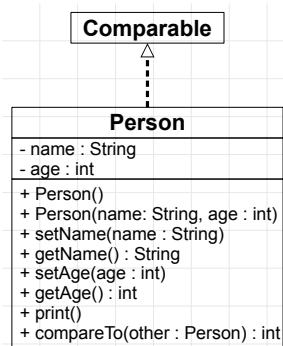 Comparable
Person
- name : String
- age : int
+ Person()
+ Person(name: String, age : int)
+ setName(name : String)
+ getName() : String
+ setAge(age : int)
+ getAge() : int
+ print()
+ compareTo(other : Person) : int